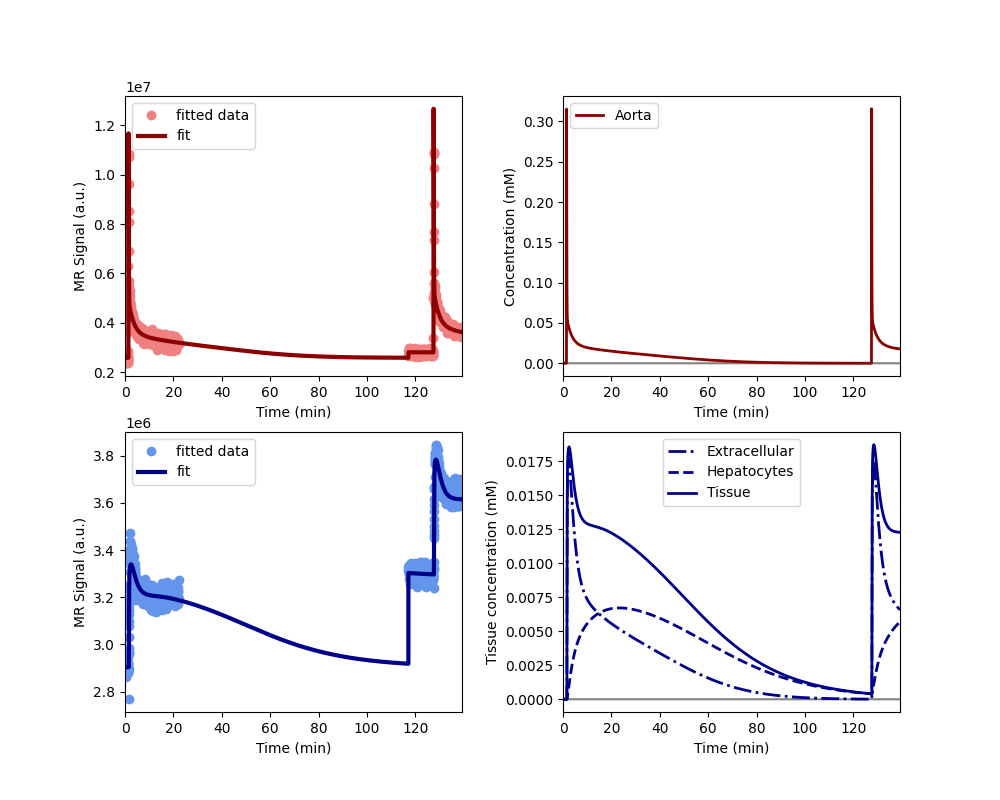 1e7
fitted data
fit
MR Signal (a.u.)
1.2
1.0
0.8
0.6
0.4
0.2
0 20 40 60 80 100 120
Time (min)
Aorta
Concentration (mM)
0.30
0.25
0.20
0.15
0.10
0.05
0.00
0 20 40 60 80 100 120
Time (min)
1e6
fitted data
fit
MR Signal (a.u.)
3.8
3.6
3.4
3.2
3.0
2.8
0 20 40 60 80 100 120
Time (min)
Extracellular
Hepatocytes
Tissue
Tissue concentration (mM)
0.0175
0.0150
0.0125
0.0100
0.0075
0.0050
0.0025
0.0000
0 20 40 60 80 100 120
Time (min)